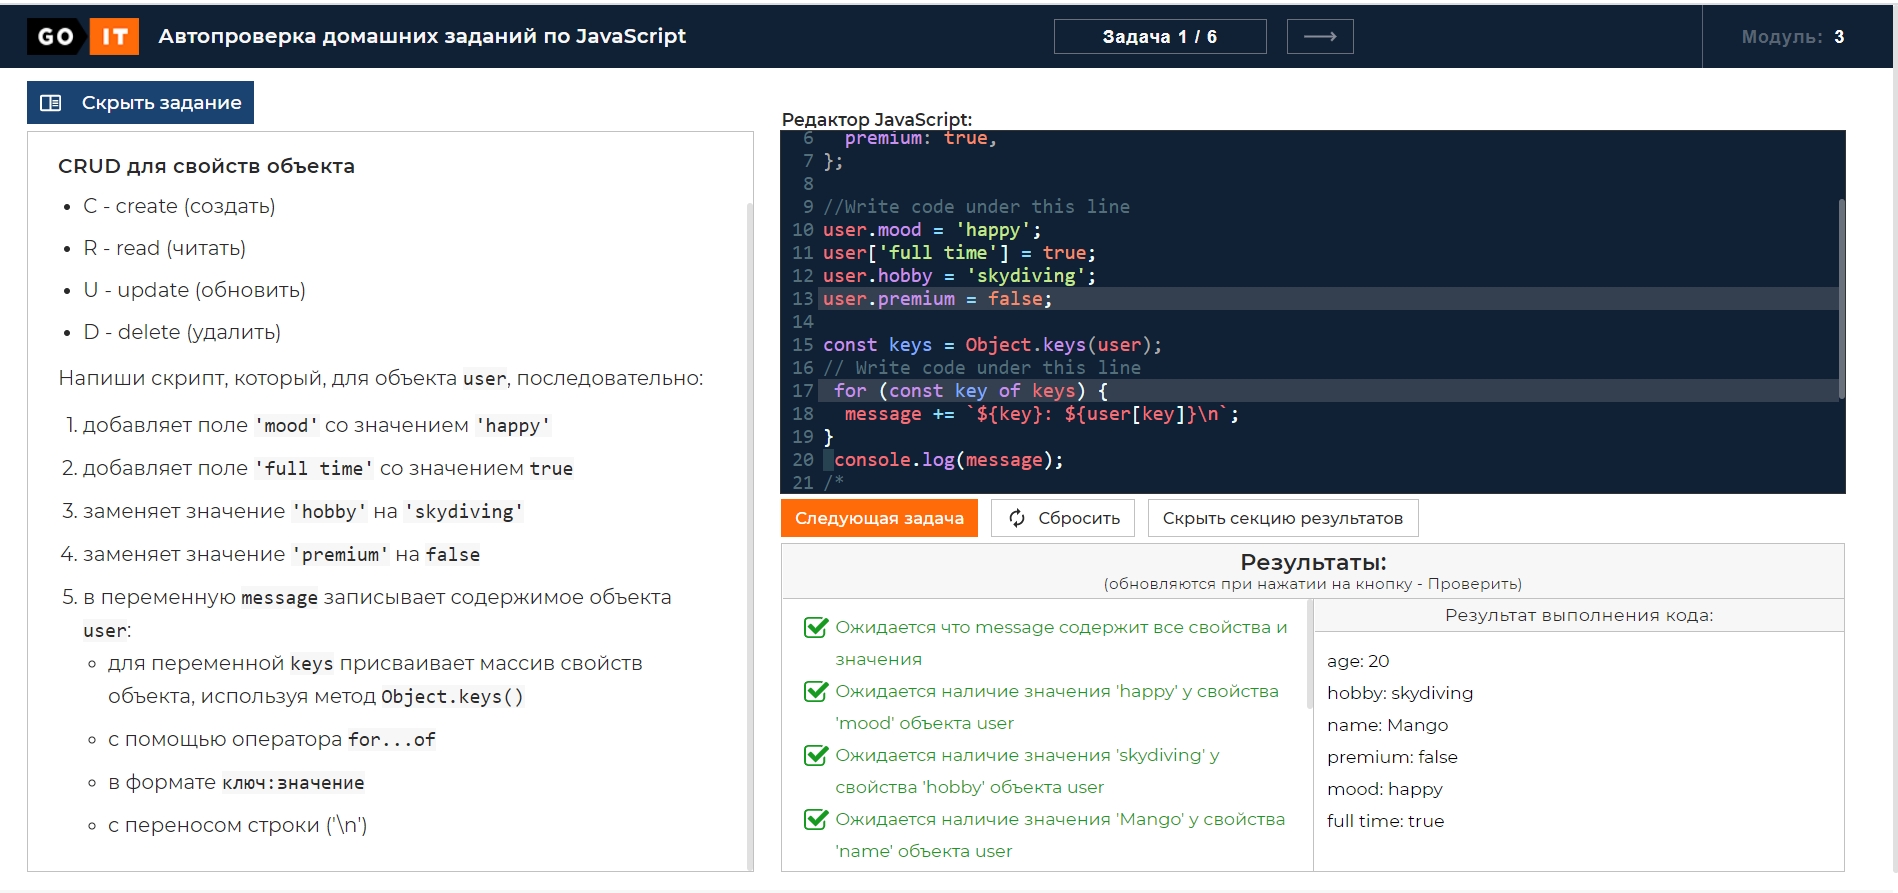 GO IT Автопроверка домашних заданий по JavaScript
Задача 1 / 6
Модуль: 3
Скрыть задание
CRUD для свойств объекта
• C - create (создать)
• R - read (читать)
• U - update (обновить)
• D - delete (удалить)
Напиши скрипт, который, для объекта user, последовательно:
1. добавляет поле 'mood' со значением 'happy'
2. добавляет поле 'full time' со значением true
3. заменяет значение 'hobby' на 'skydiving'
4. заменяет значение 'premium' на false
5. в переменную message записывает содержимое объекта
user:
для переменной keys присваивает массив свойств
объекта, используя метод Object.keys()
с помощью оператора for...of
в формате ключ:значение
с переносом строки ('\n')
Редактор JavaScript:
6 premium: true,
7 };
8
9 //Write code under this line
10 user.mood = 'happy';
11 user['full time'] = true;
12 user.hobby = 'skydiving';
13 user.premium = false;
14
15 const keys = Object.keys(user);
16 // Write code under this line
17 for (const key of keys) {
18 message += `${key}: ${user[key]}\n`;
19 }
20 console.log(message);
21 /*
Следующая задача
Сбросить
Скрыть секцию результатов
Результаты:
(обновляются при нажатии на кнопку - Проверить)
Ожидается что message содержит все свойства и
значения
Ожидается наличие значения 'happy' у свойства
'mood' объекта user
Ожидается наличие значения 'skydiving' у
свойства 'hobby' объекта user
Ожидается наличие значения 'Mango' у свойства
'name' объекта user
Результат выполнения кода:
age: 20
hobby: skydiving
name: Mango
premium: false
mood: happy
full time: true